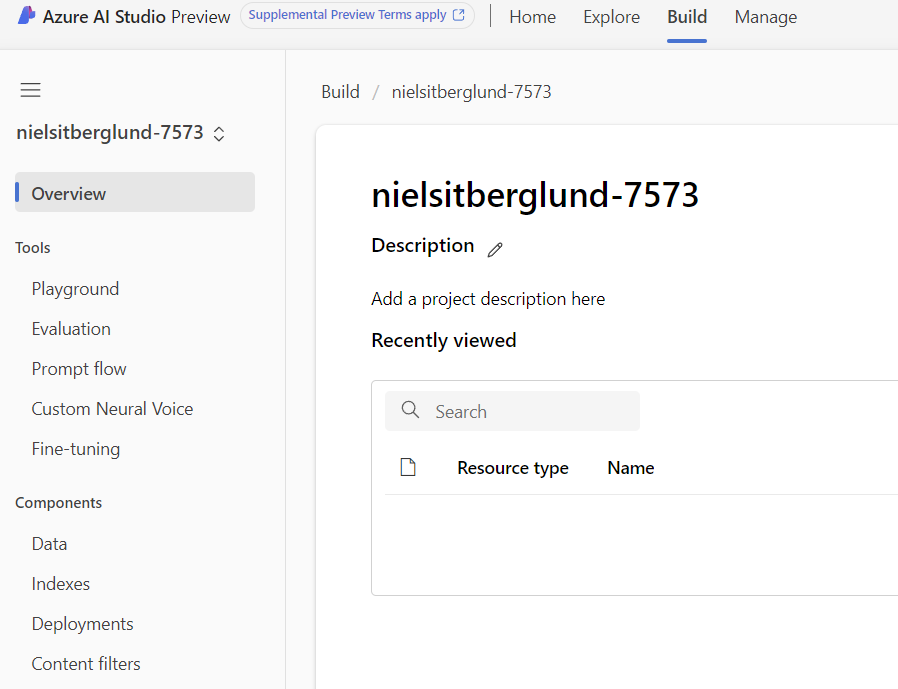 Azure AI Studio Preview Supplemental Preview Terms apply Home Explore Build Manage
nielsitberglund-7573
Overview
Tools
Playground
Evaluation
Prompt flow
Custom Neural Voice
Fine-tuning
Components
Data
Indexes
Deployments
Content filters
Build / nielsitberglund-7573
nielsitberglund-7573
Description
Add a project description here
Recently viewed
Search
Resource type Name